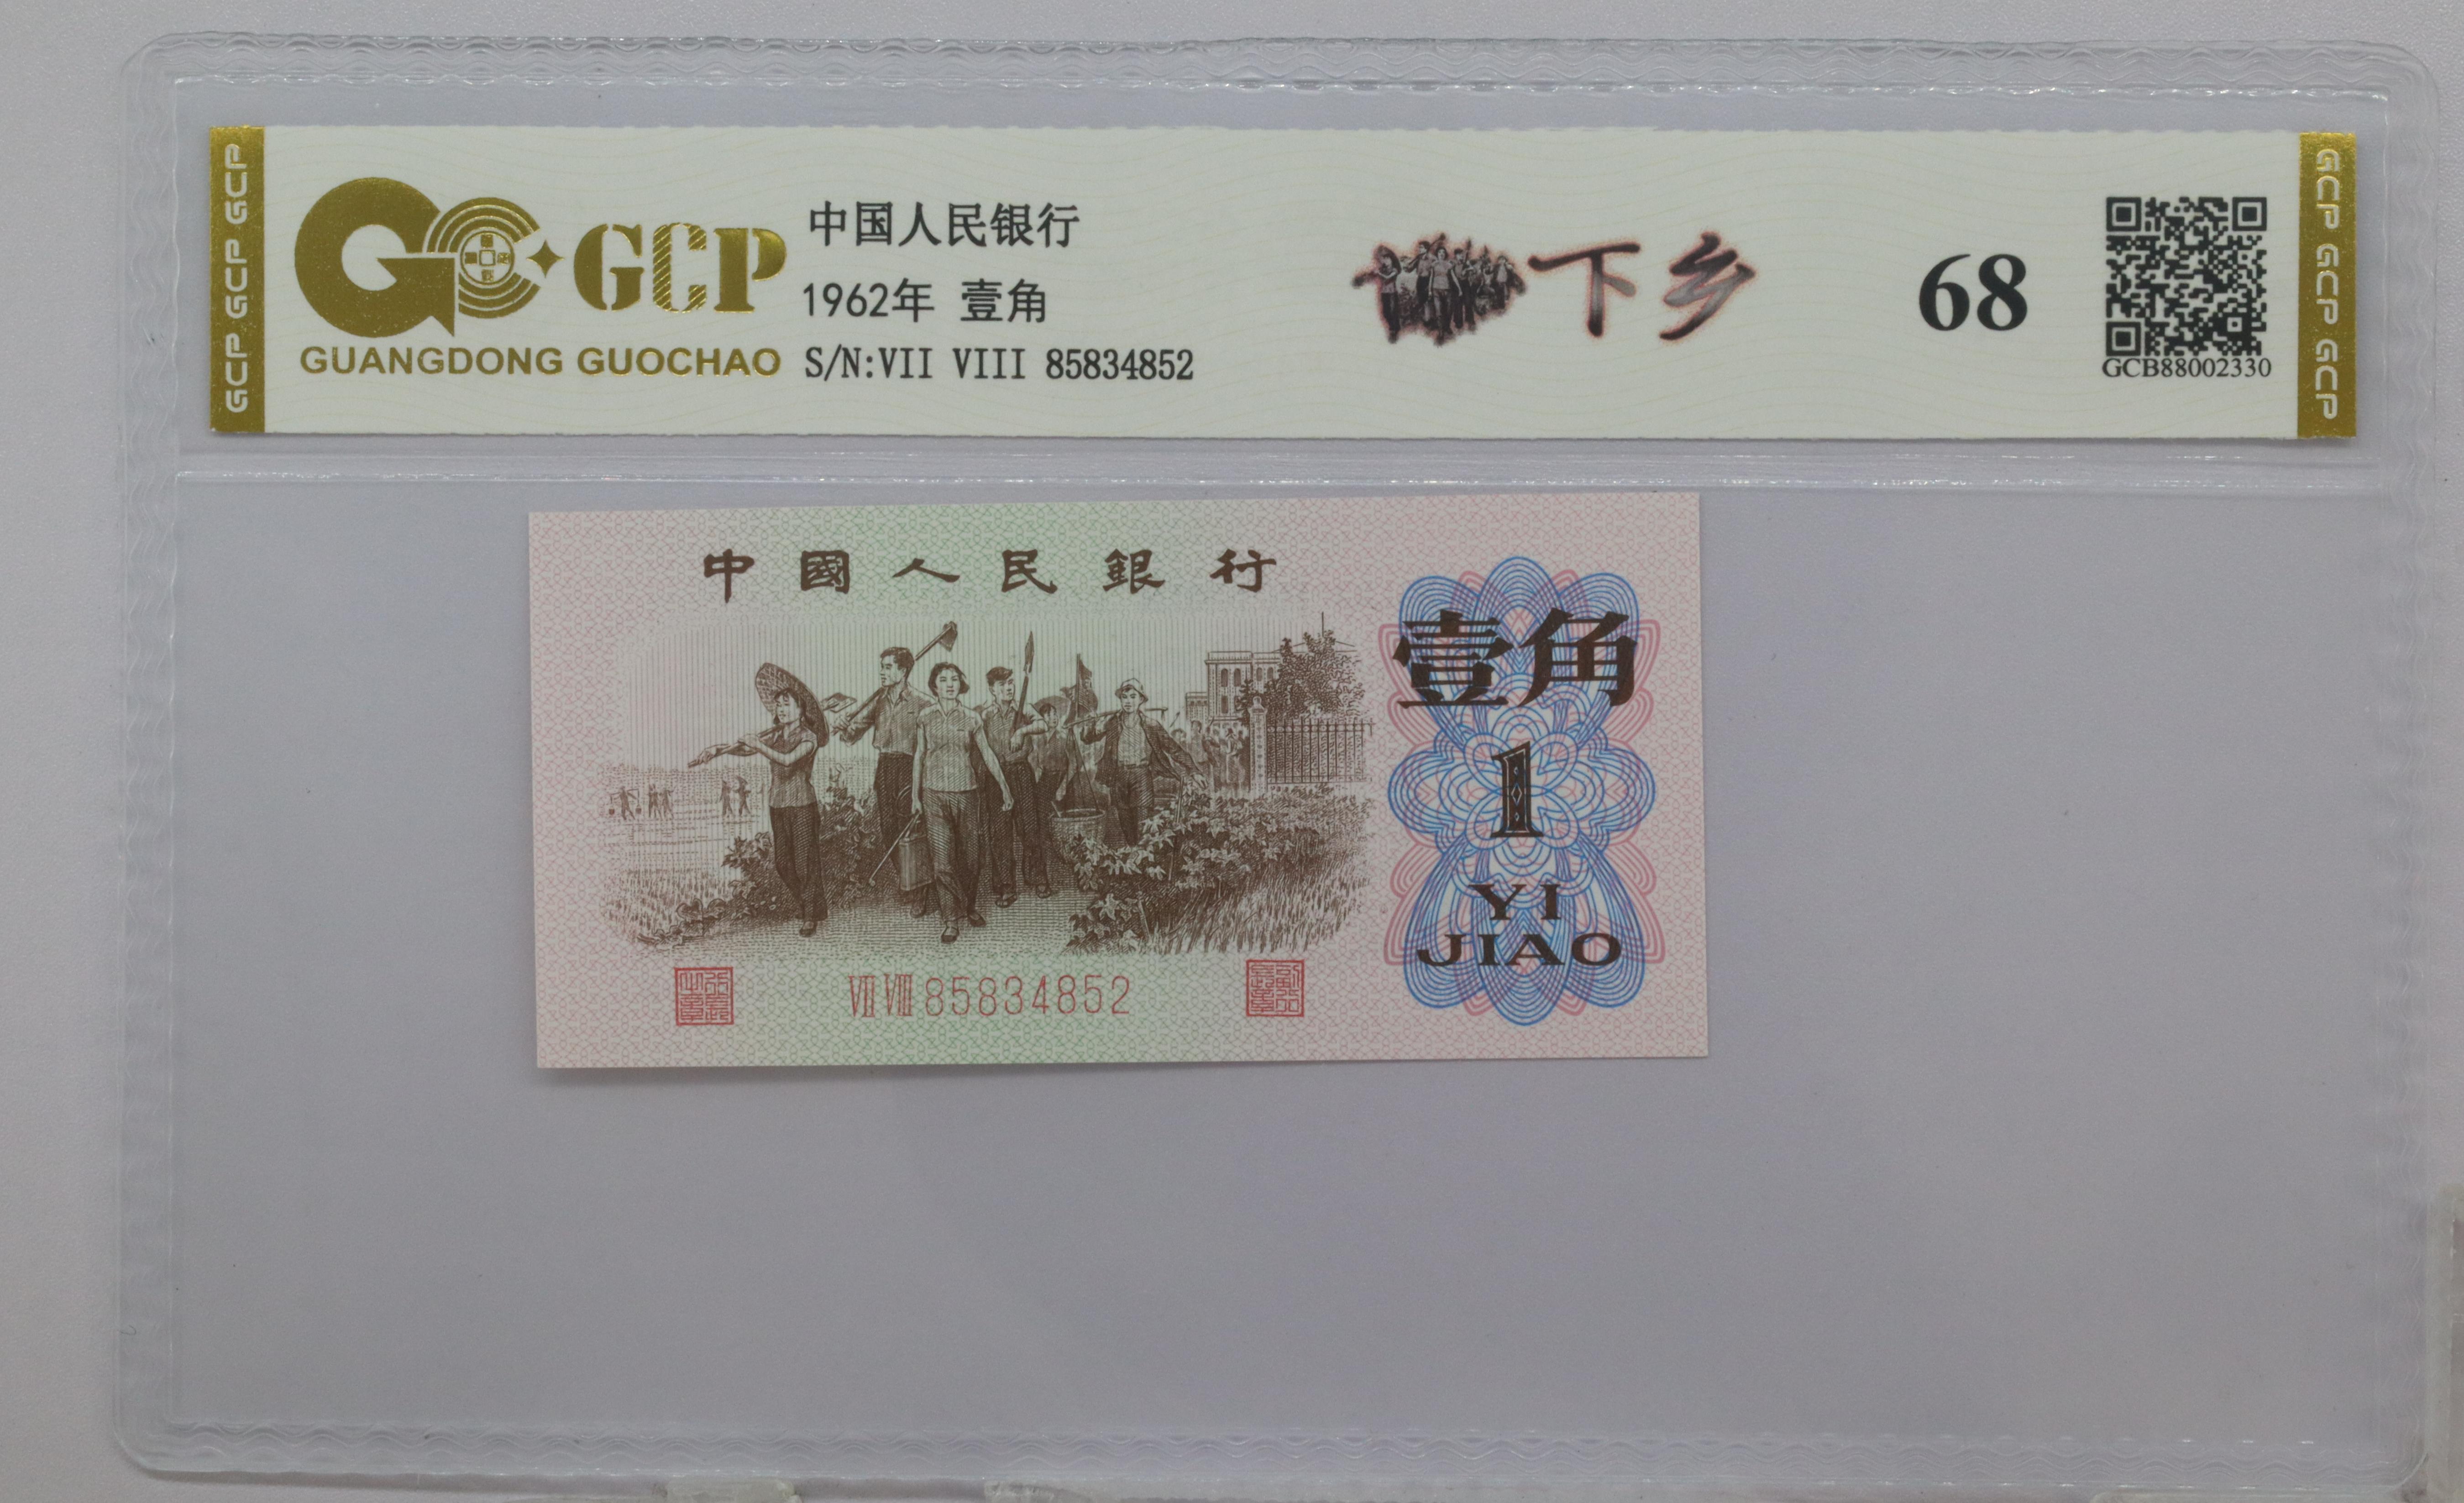 GCP GCP GCP
GCP
GUANGDONG GUOCHAO
中国人民银行
1962年 壹角
S/N:VII VIII 85834852
下乡
68
GCB88002330
GCP GCP GCP
中國人民銀行
壹角
1
YI
JIAO
VII VIII 85834852